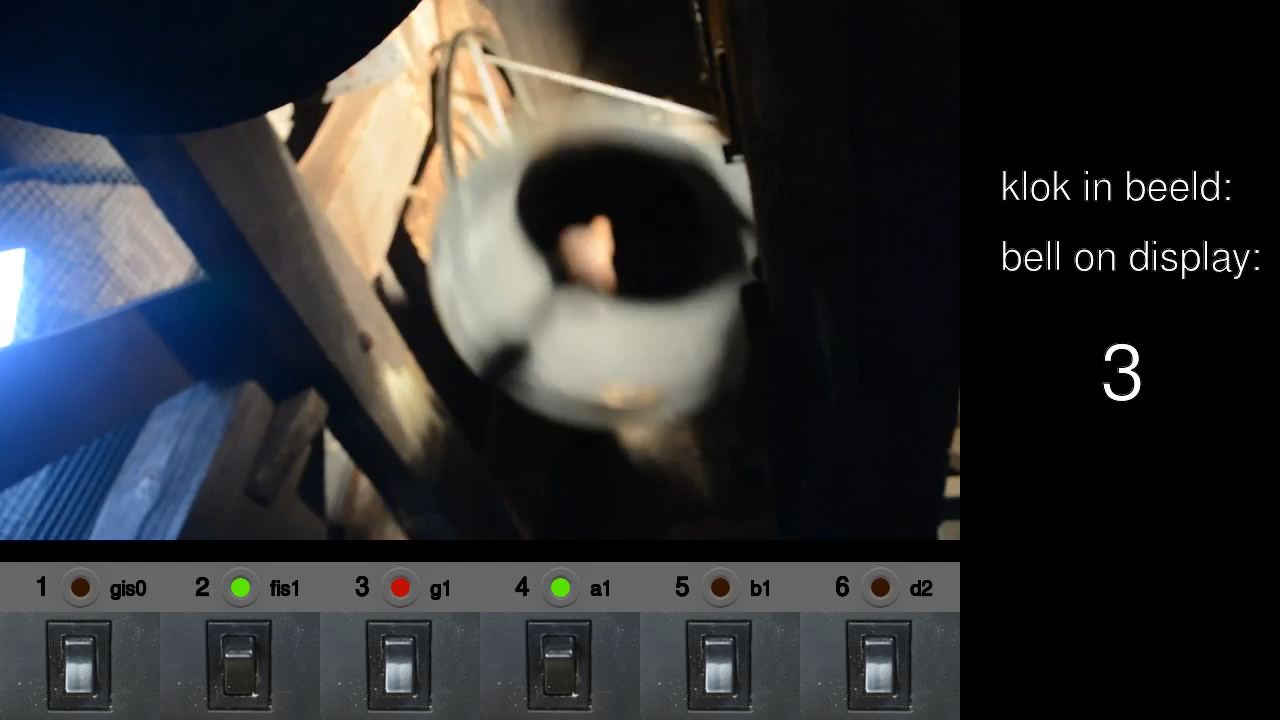 klok in beeld:
bell on display:
3
1 gis0 2 fis1 3 g1 4 a1 5 b1 6 d2